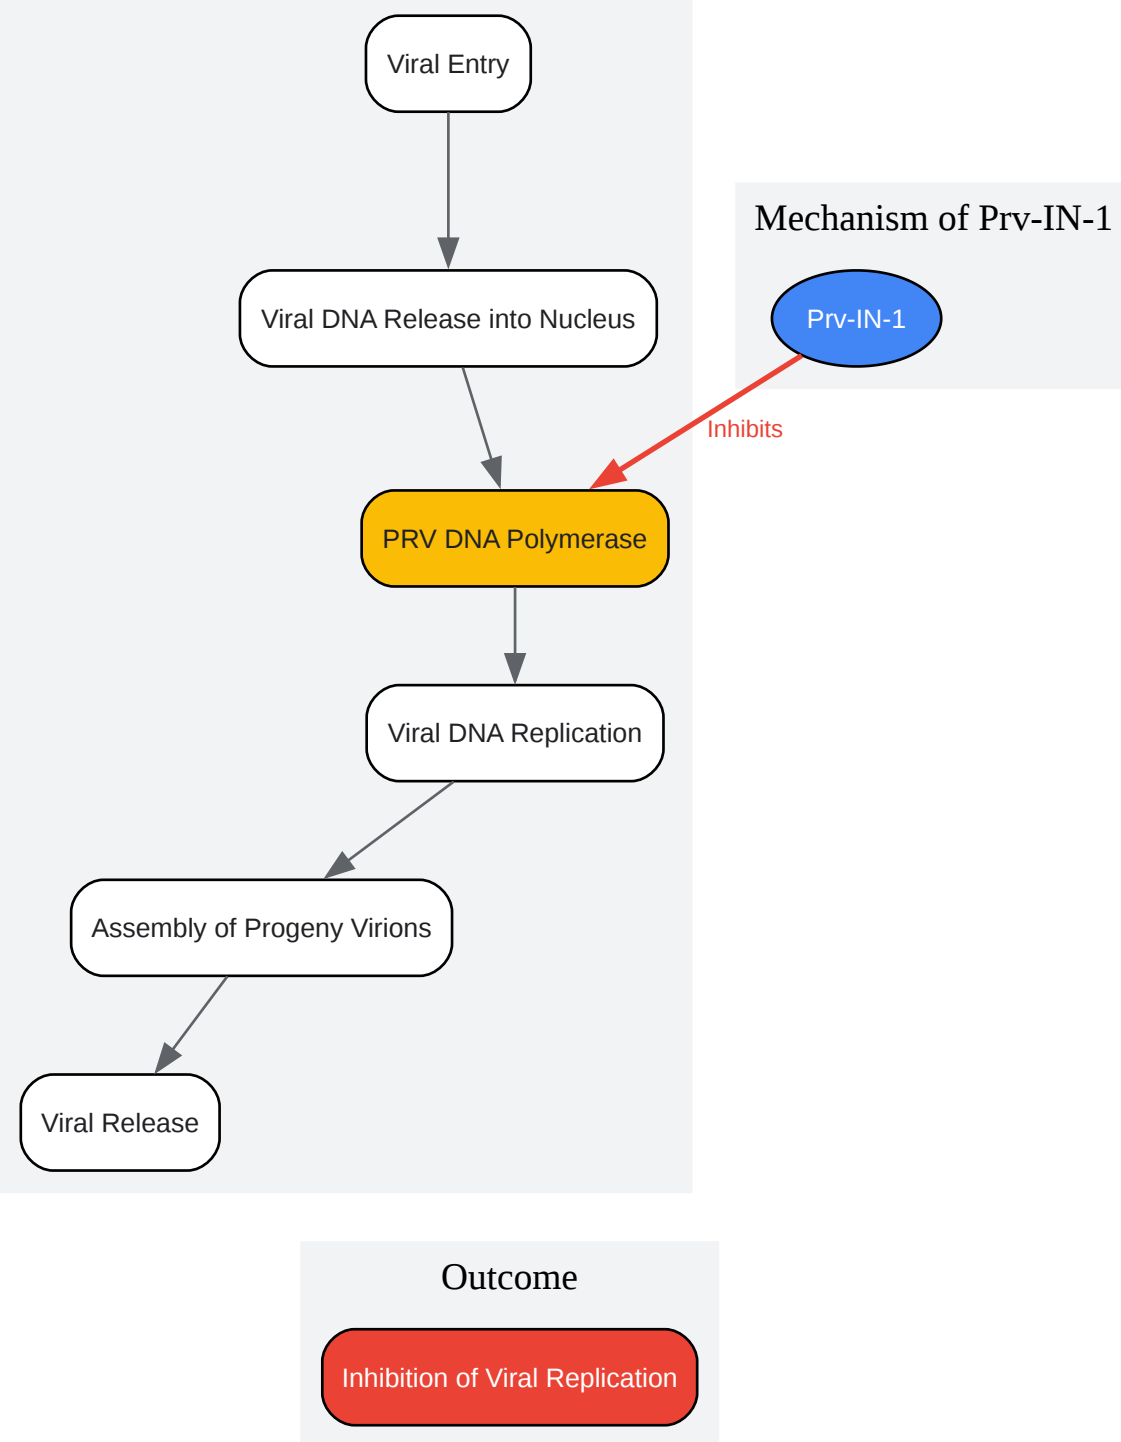 Viral Entry
Mechanism of Prv-IN-1
Viral DNA Release into Nucleus
Prv-IN-1
Inhibits
PRV DNA Polymerase
Viral DNA Replication
Assembly of Progeny Virions
Viral Release
Outcome
Inhibition of Viral Replication